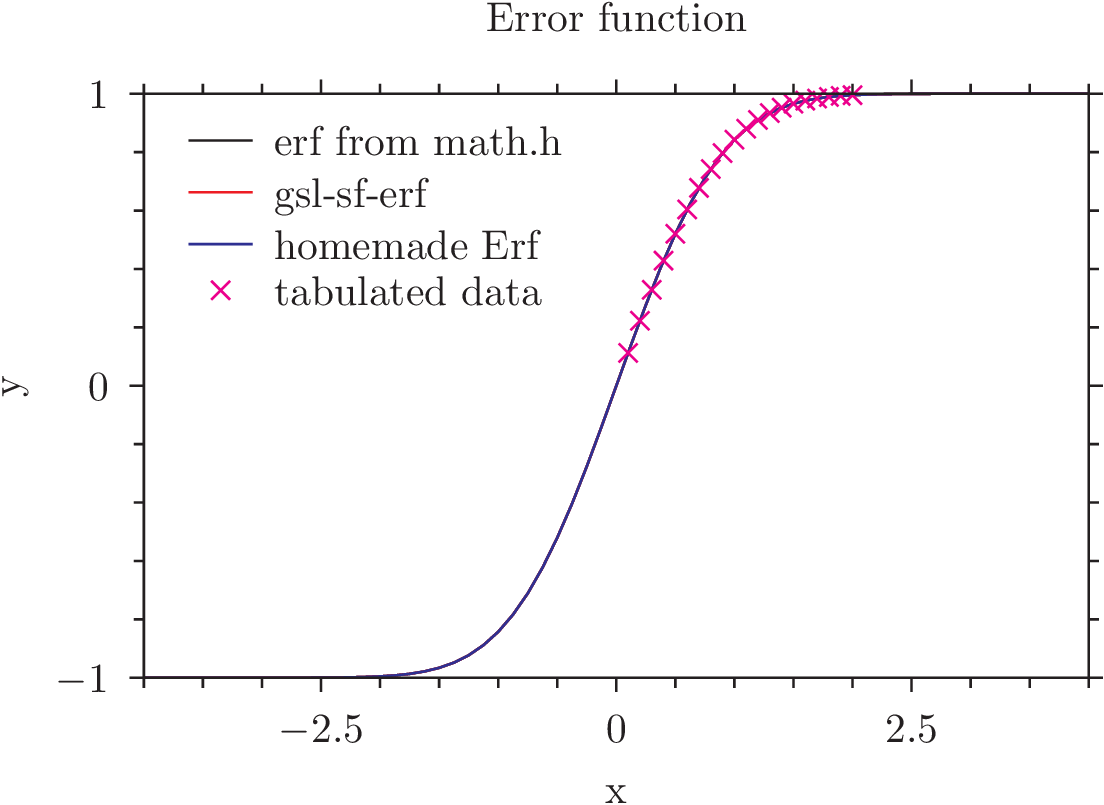 Error function
1
erf from math.h
gsl-sf-erf
homemade Erf
tabulated data
y
0
−1
−2.5 0 2.5
x